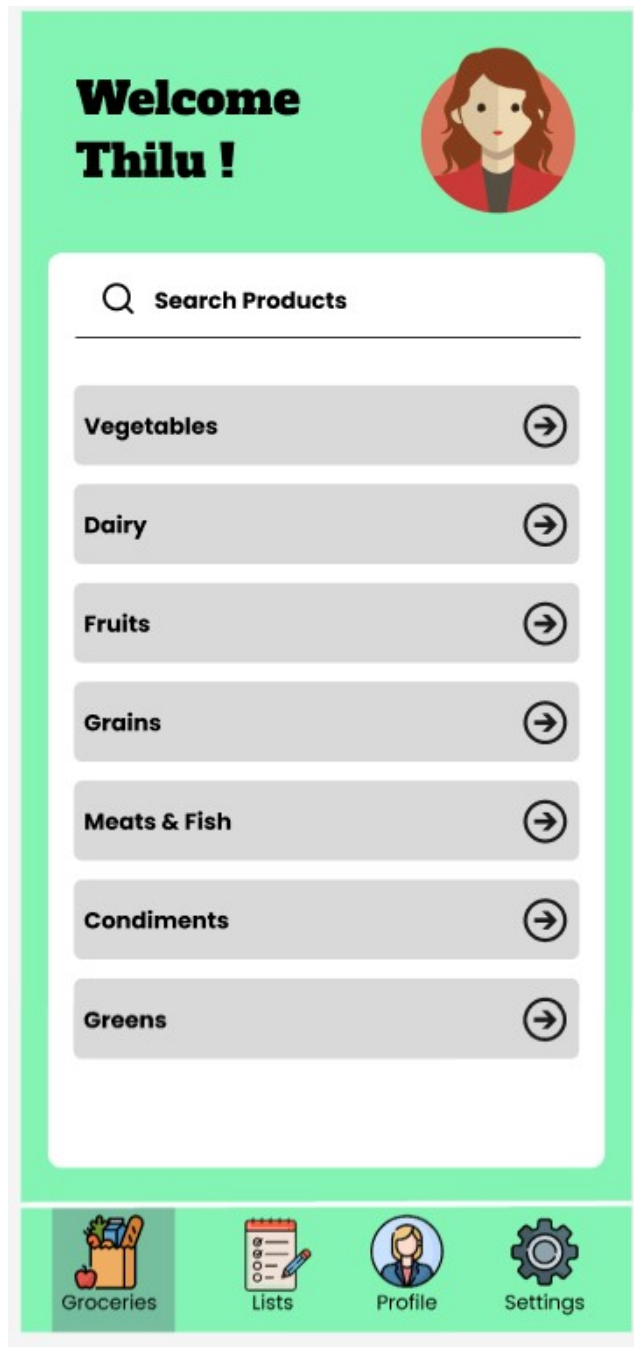 Welcome
Thilu !
Search Products
Vegetables
Dairy
Fruits
Grains
Meats & Fish
Condiments
Greens
Groceries
Lists
Profile
Settings